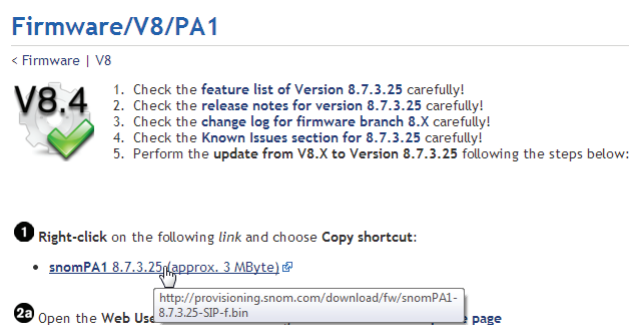 Firmware/V8/PA1
< Firmware | V8
V8.4
1. Check the feature list of Version 8.7.3.25 carefully!
2. Check the release notes for version 8.7.3.25 carefully!
3. Check the change log for firmware branch 8.X carefully!
4. Check the Known Issues section for 8.7.3.25 carefully!
5. Perform the update from V8.X to Version 8.7.3.25 following the steps below:
1 Right-click on the following link and choose Copy shortcut:
• snomPA1 8.7.3.25 (approx. 3 MByte)
http://provisioning.snom.com/download/fw/snomPA1-
8.7.3.25-SIP-f.bin
2a Open the Web Use page